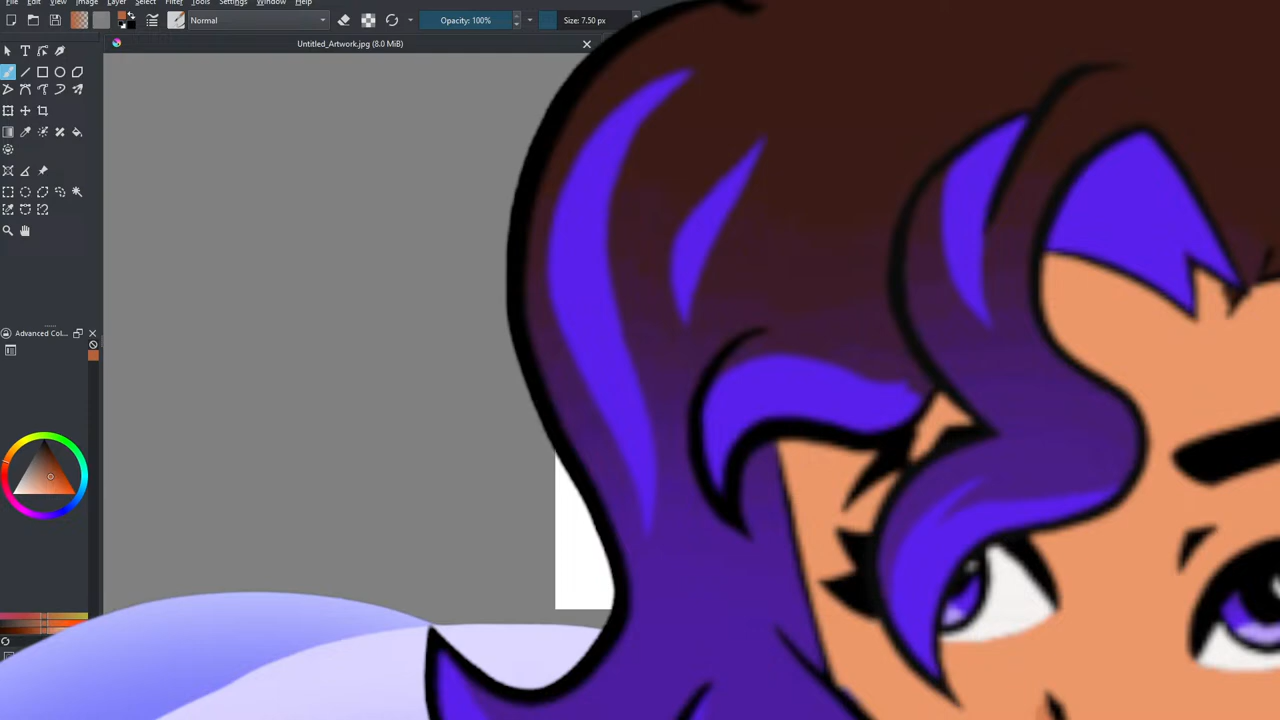 File Edit View Image Layer Select Filter Tools Settings Window Help
Normal Opacity: 100% Size: 7.50 px
Untitled_Artwork.jpg (8.0 MiB)
Advanced Col...